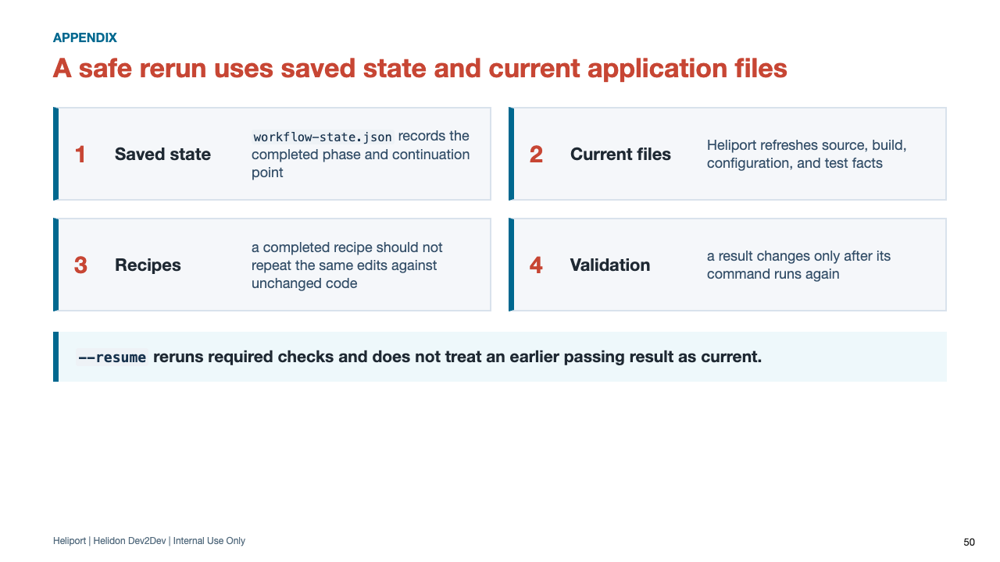 APPENDIX
A safe rerun uses saved state and current application files
1
Saved state
workflow-state.json records the
completed phase and continuation
point
2
Current files
Heliport refreshes source, build,
configuration, and test facts
3
Recipes
a completed recipe should not
repeat the same edits against
unchanged code
4
Validation
a result changes only after its
command runs again
--resume reruns required checks and does not treat an earlier passing result as current.
Heliport | Helidon Dev2Dev | Internal Use Only
50